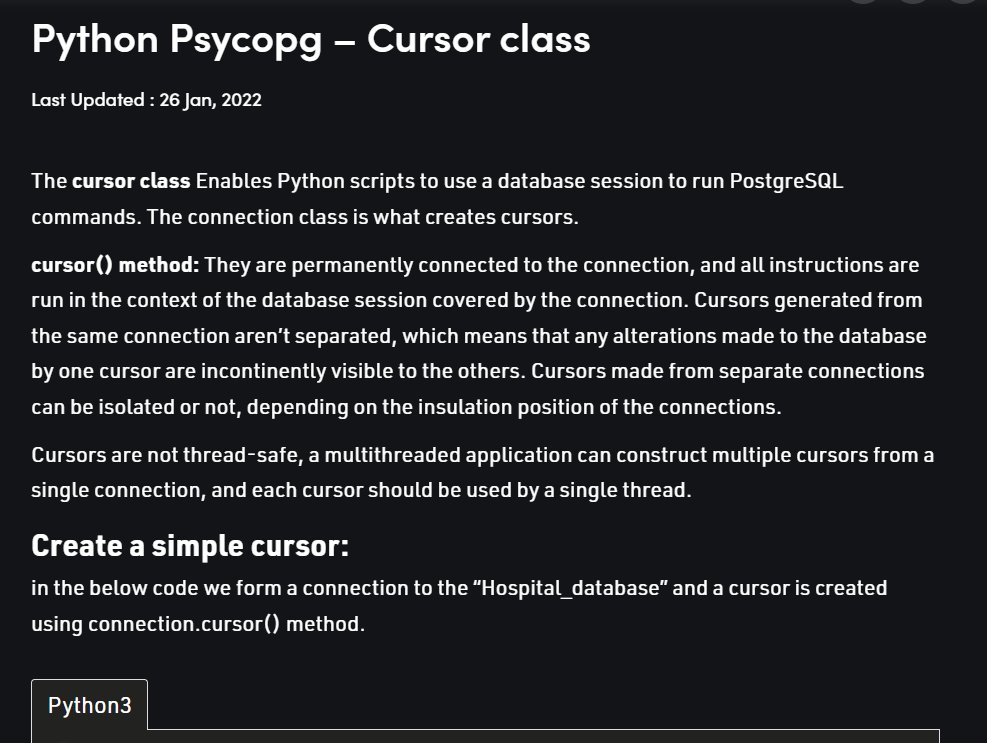 Python Psycopg – Cursor class
Last Updated : 26 Jan, 2022
The cursor class Enables Python scripts to use a database session to run PostgreSQL
commands. The connection class is what creates cursors.
cursor() method: They are permanently connected to the connection, and all instructions are
run in the context of the database session covered by the connection. Cursors generated from
the same connection aren’t separated, which means that any alterations made to the database
by one cursor are incontinently visible to the others. Cursors made from separate connections
can be isolated or not, depending on the insulation position of the connections.
Cursors are not thread-safe, a multithreaded application can construct multiple cursors from a
single connection, and each cursor should be used by a single thread.
Create a simple cursor:
in the below code we form a connection to the “Hospital_database” and a cursor is created
using connection.cursor() method.
Python3